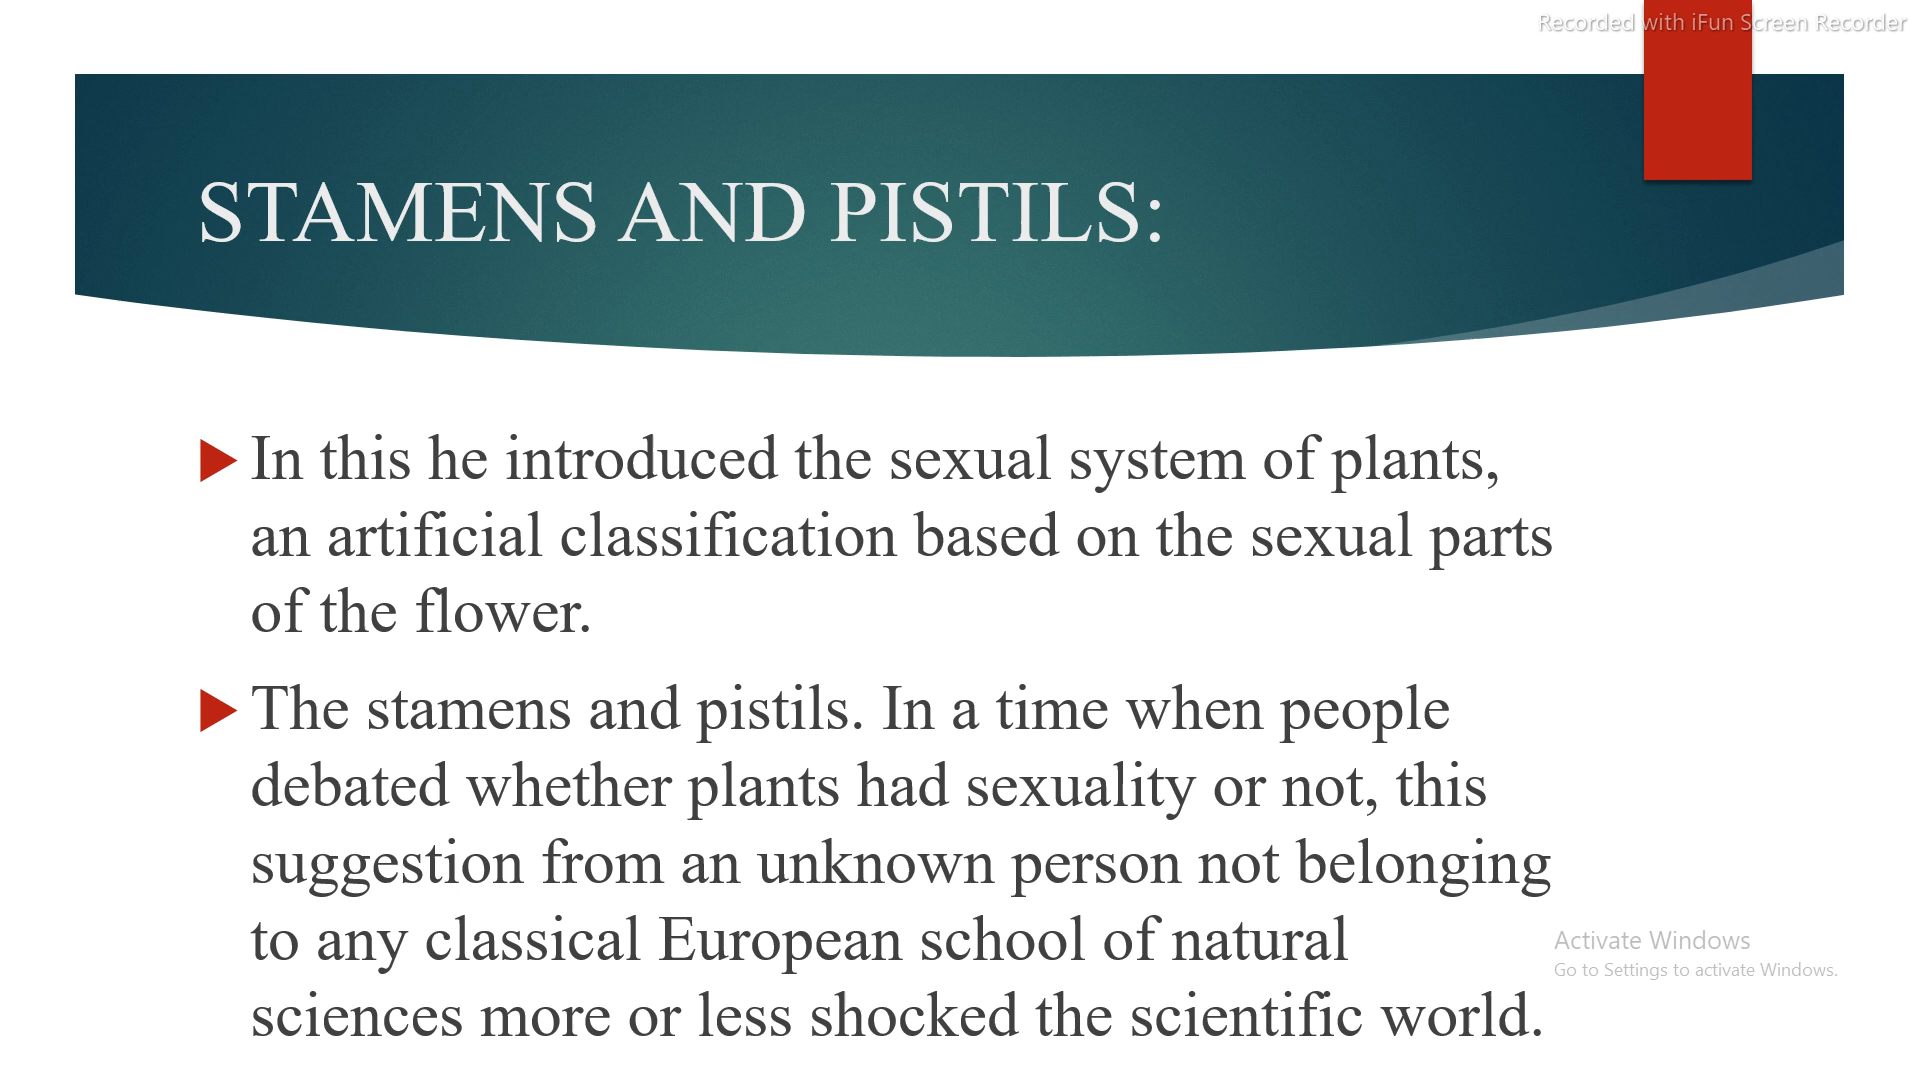 Recorded with iFun Screen Recorder
STAMENS AND PISTILS:
In this he introduced the sexual system of plants,
an artificial classification based on the sexual parts
of the flower.
The stamens and pistils. In a time when people
debated whether plants had sexuality or not, this
suggestion from an unknown person not belonging
to any classical European school of natural
sciences more or less shocked the scientific world.
Activate Windows
Go to Settings to activate Windows.